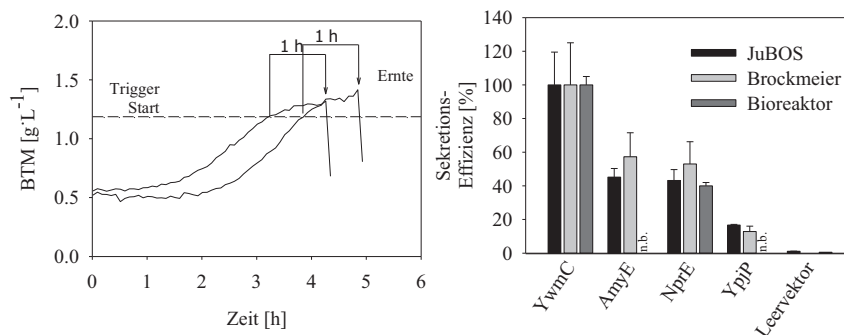 2.0
1.5
1.0
0.5
0.0
BTM [g·L-1]
1 h
1 h
Trigger
Start
Ernte
0
1
2
3
4
5
6
Zeit [h]
140
120
100
80
60
40
20
0
Sekretions-
Effizienz [%]
JuBOS
Brockmeier
Bioreaktor
n.b.
n.b.
YwmC
AmyE
NprE
YpjP
Leervektor